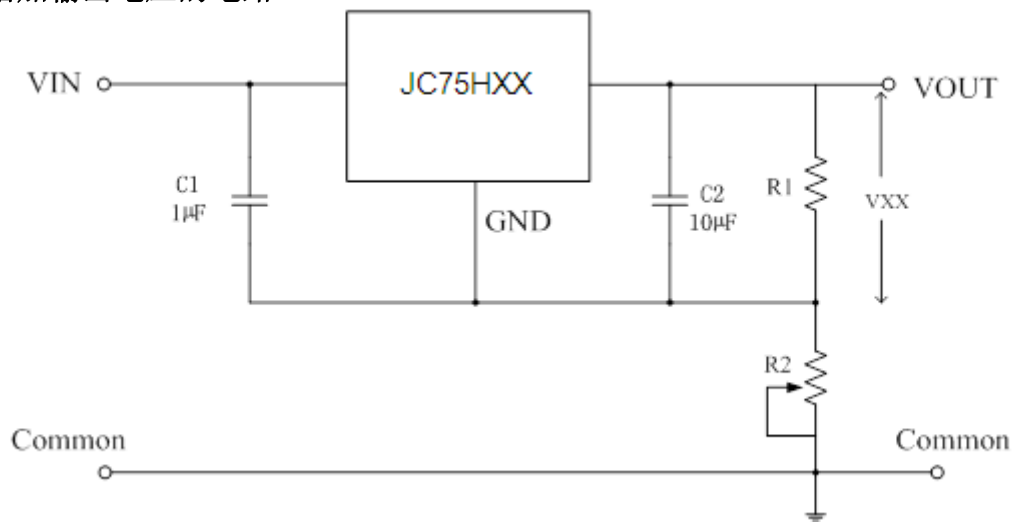 VIN
JC75HXX
VOUT
C1
1μF
GND
C2
10μF
R1
VXX
R2
Common
Common